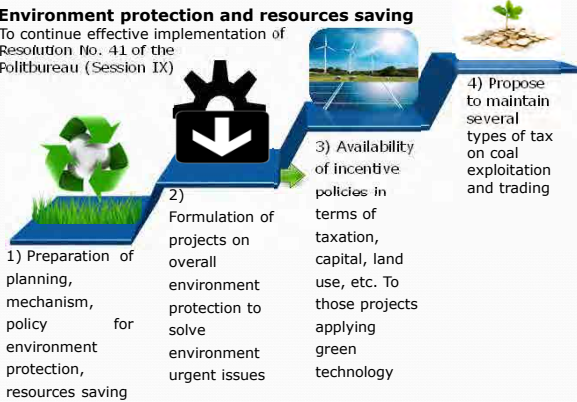 Environment protection and resources saving
To continue effective implementation of
Resolution No. 41 of the
Politbureau (Session IX)
1) Preparation of
planning,
mechanism,
policy for
environment
protection,
resources saving
2)
Formulation of
projects on
overall
environment
protection to
solve
environment
urgent issues
3) Availability
of incentive
policies in
terms of
taxation,
capital, land
use, etc. To
those projects
applying
green
technology
4) Propose
to maintain
several
types of tax
on coal
exploitation
and trading